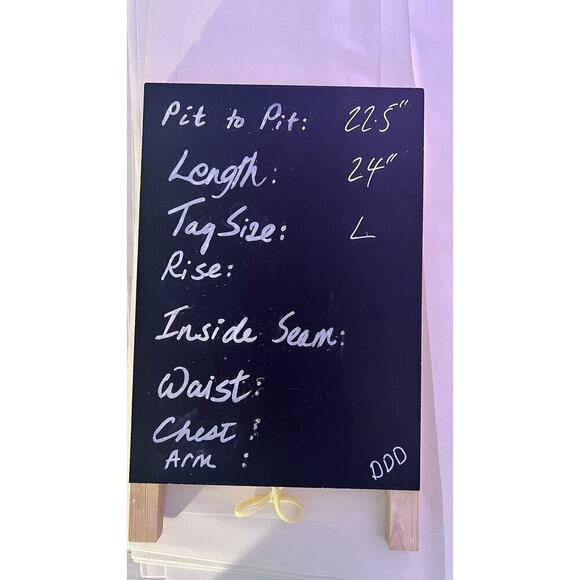 Pit to Pit: 22.5"
Length: 24"
Tag Size: L
Rise:
Inside Seam:
Waist:
Chest:
Arm:
DDD